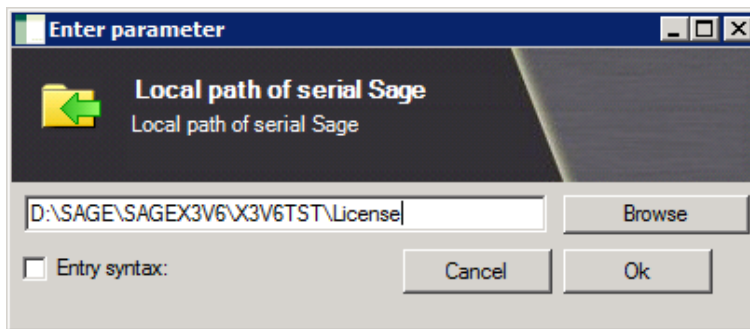 Enter parameter
Local path of serial Sage
Local path of serial Sage
D:\SAGE\SAGEX3V6\X3V6TST\License
Browse
Entry syntax:
Cancel
Ok